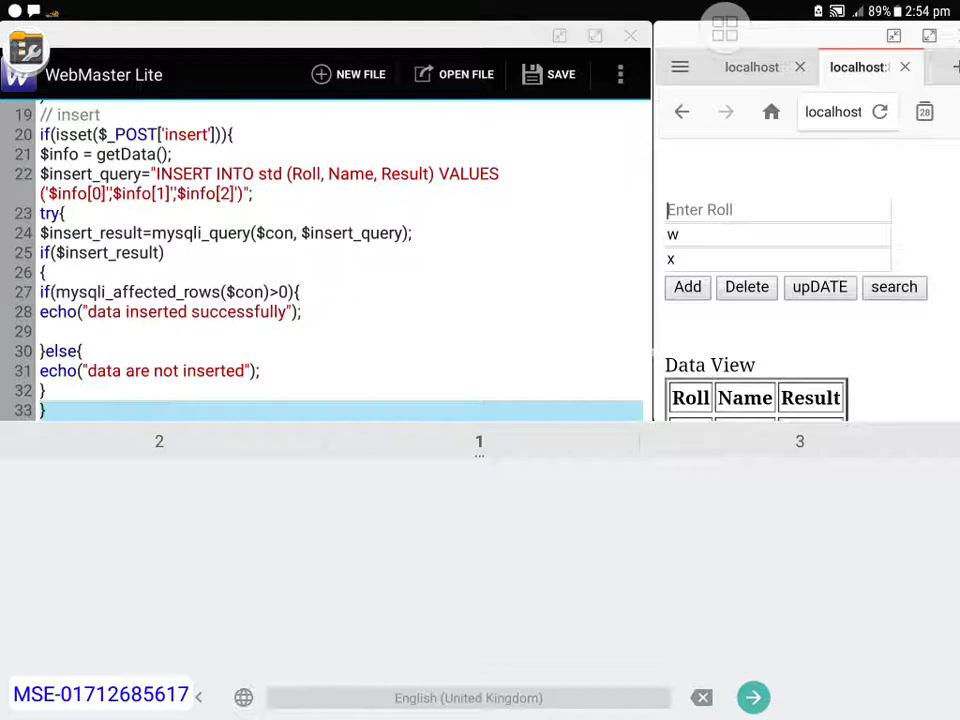 89% 2:54 pm
WebMaster Lite
NEW FILE
OPEN FILE
SAVE
19 // insert
20 if(isset($_POST['insert'])){
21 $info = getData();
22 $insert_query="INSERT INTO std (Roll, Name, Result) VALUES
('$info[0]','$info[1]','$info[2]')";
23 try{
24 $insert_result=mysqli_query($con, $insert_query);
25 if($insert_result)
26 {
27 if(mysqli_affected_rows($con)>0){
28 echo("data inserted successfully");
29
30 }else{
31 echo("data are not inserted");
32 }
33 }
localhost
localhost:
localhost
28
Enter Roll
w
x
Add
Delete
upDATE
search
Data View
Roll Name Result
2
1
3
MSE-01712685617
English (United Kingdom)